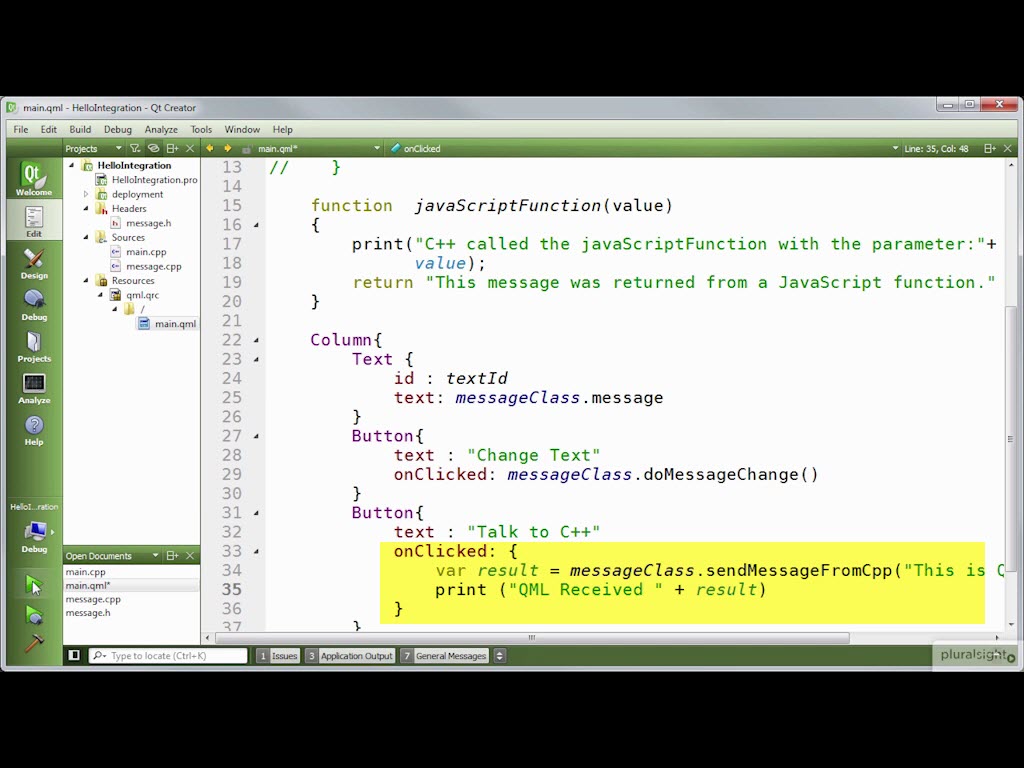 main.qml - HelloIntegration - Qt Creator
File Edit Build Debug Analyze Tools Window Help
Projects main.qml* onClicked Line: 35, Col: 48
Welcome
Edit
Design
Debug
Projects
Analyze
Help
HelloI...ration
Debug
HelloIntegration
HelloIntegration.pro
deployment
Headers
message.h
Sources
main.cpp
message.cpp
Resources
qml.qrc
/
main.qml
Open Documents
main.cpp
main.qml*
message.cpp
message.h
13 // }
14
15 function javaScriptFunction(value)
16 {
17 print("C++ called the javaScriptFunction with the parameter:"+
18 value);
19 return "This message was returned from a JavaScript function."
20 }
21
22 Column{
23 Text {
24 id : textId
25 text: messageClass.message
26 }
27 Button{
28 text : "Change Text"
29 onClicked: messageClass.doMessageChange()
30 }
31 Button{
32 text : "Talk to C++"
33 onClicked: {
34 var result = messageClass.sendMessageFromCpp("This is Q
35 print ("QML Received " + result)
36 }
37 }
Type to locate (Ctrl+K) 1 Issues 3 Application Output 7 General Messages
pluralsight